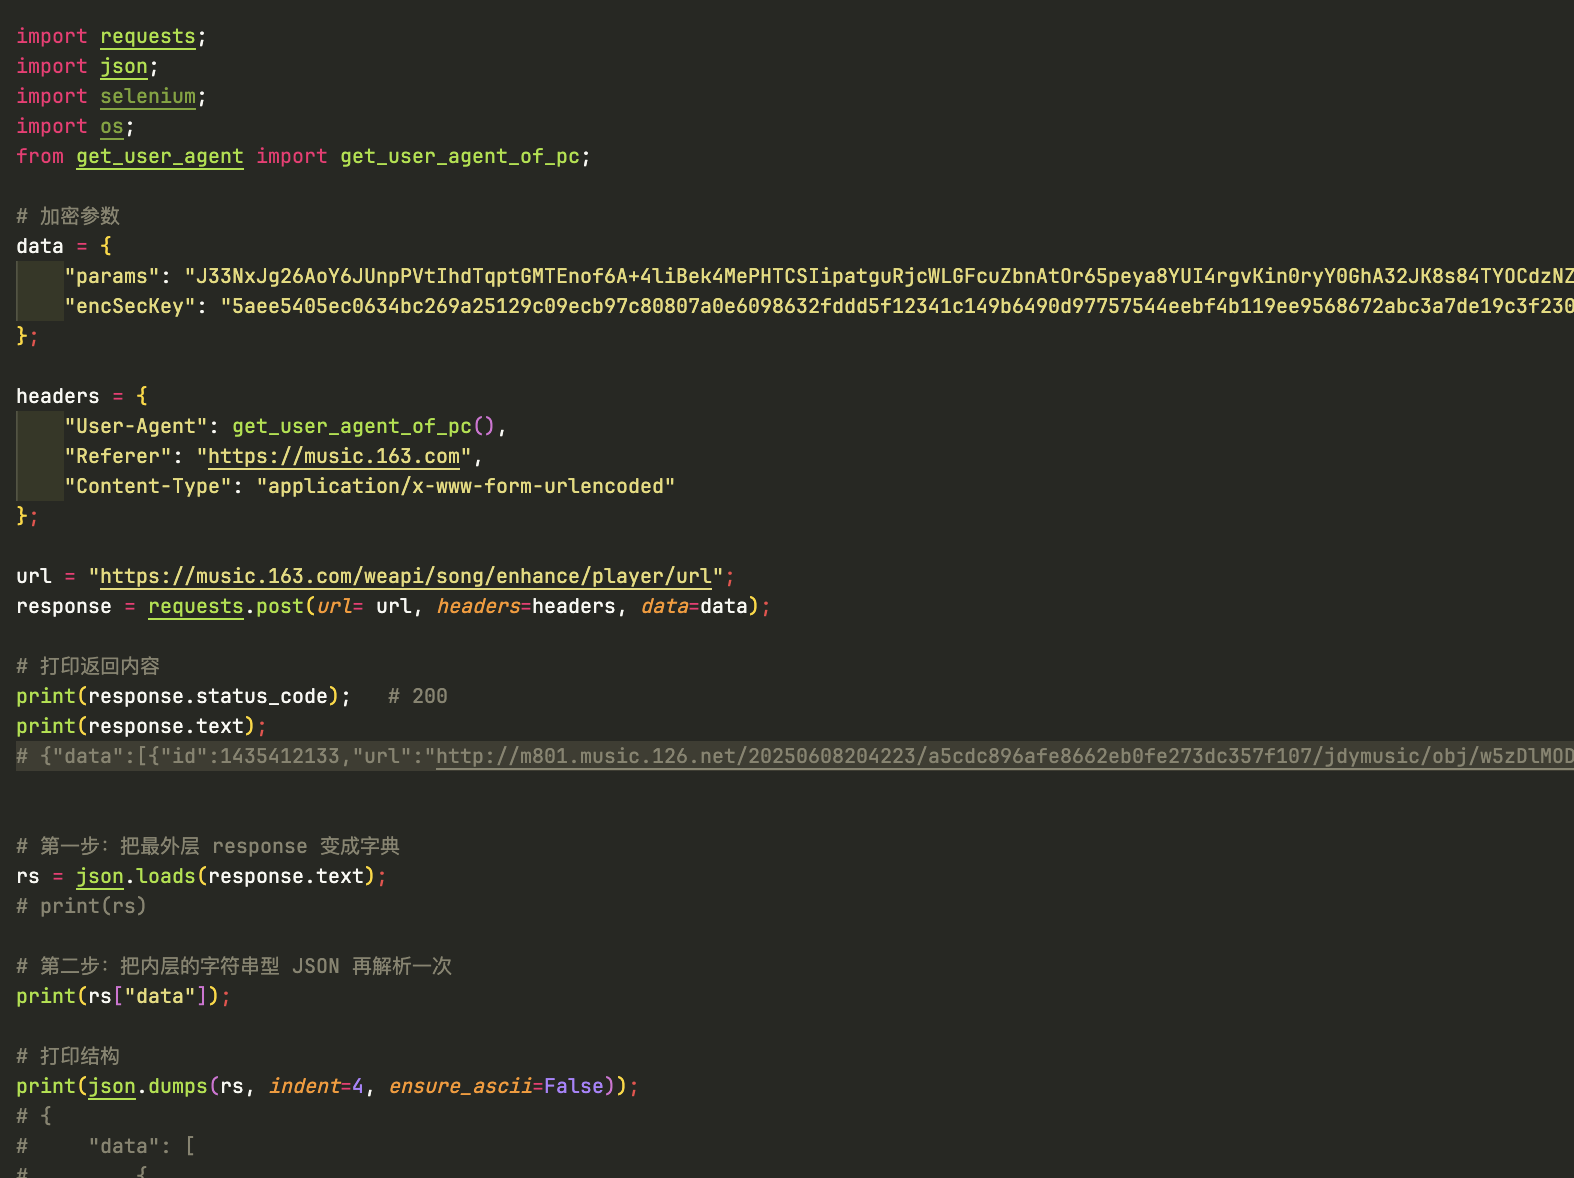 import requests;
import json;
import selenium;
import os;
from get_user_agent import get_user_agent_of_pc;
# 加密参数
data = {
"params": "J33NxJg26AoY6JUnpPVtIhdTqptGMTEnof6A+4liBek4MePHTCSIipatguRjcWLGFcuZbnAtOr65peya8YUI4rgvKin0ryY0GhA32JK8s84TYOCdzNZ
"encSecKey": "5aee5405ec0634bc269a25129c09ecb97c80807a0e6098632fddd5f12341c149b6490d97757544eebf4b119ee9568672abc3a7de19c3f230
};
headers = {
"User-Agent": get_user_agent_of_pc(),
"Referer": "https://music.163.com",
"Content-Type": "application/x-www-form-urlencoded"
};
url = "https://music.163.com/weapi/song/enhance/player/url";
response = requests.post(url= url, headers=headers, data=data);
# 打印返回内容
print(response.status_code);   # 200
print(response.text);
# {"data":[{"id":1435412133,"url":"http://m801.music.126.net/20250608204223/a5cdc896afe8662eb0fe273dc357f107/jdymusic/obj/w5zDlMOD
# 第一步：把最外层 response 变成字典
rs = json.loads(response.text);
# print(rs)
# 第二步：把内层的字符串型 JSON 再解析一次
print(rs["data"]);
# 打印结构
print(json.dumps(rs, indent=4, ensure_ascii=False));
# {
#     "data": [
#         {